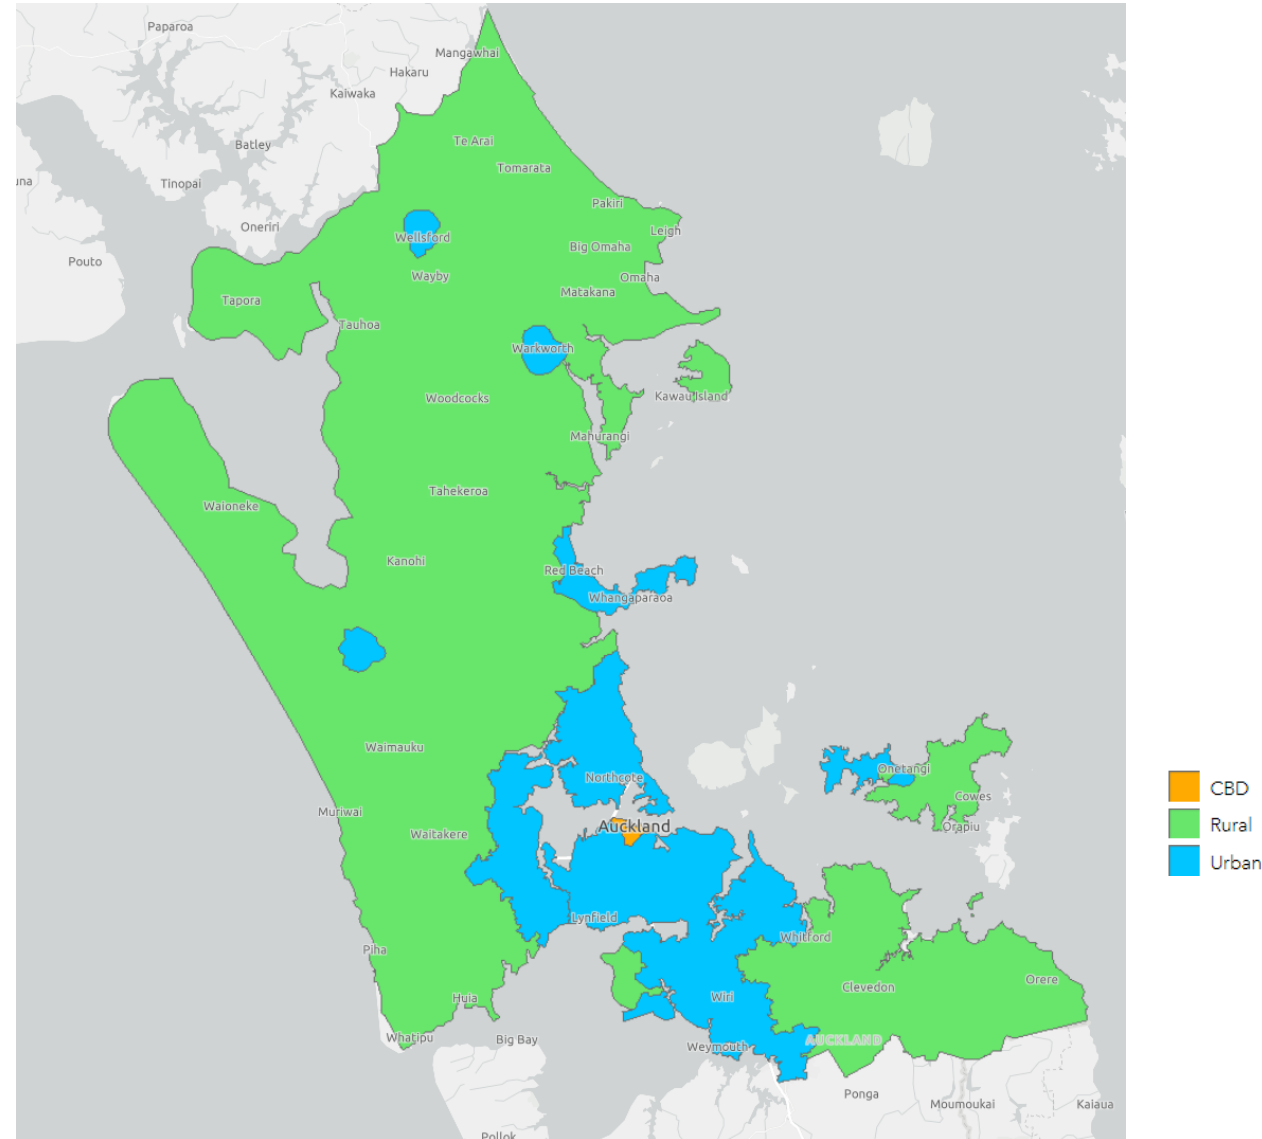 Paparoa
Mangawhai
Hakaru
Kaiwaka
Te Arai
Batley
Tomarata
una
Tinopai
Pakiri
Oneriri
Leigh
Wellsford
Big Omaha
Pouto
Wayby
Omaha
Matakana
Tapora
Tauhoa
Warkworth
Woodcocks
Kawau Island
Mahurangi
Tahekeroa
Waioneke
Kanohi
Red Beach
Whangaparaoa
Waimauku
Onetangi
Northcote
CBD
Cowes
Muriwai
Auckland
Orapiu
Rural
Waitakere
Urban
Lynfield
Whitford
Piha
Orere
Clevedon
Huia
Wiri
Whatipu
Big Bay
AUCKLAND
Weymouth
Ponga
Moumoukai
Kaiaua
Pollok